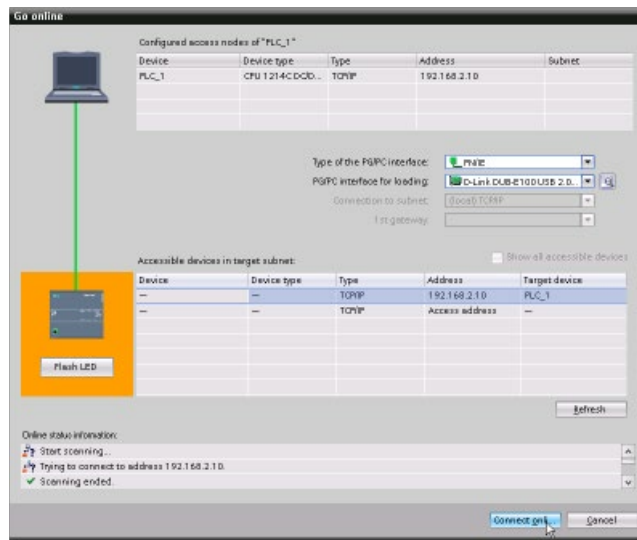 Go online
Configured access nodes of "PLC_1"
Device Device type Type Address Subnet
PLC_1 CPU 1214C DC/D... TCP/IP 192.168.2.10
Type of the PG/PC interface: PN/IE
PG/PC interface for loading: D-Link DUB-E100 USB 2.0...
Connection to subnet: (local) TCP/IP
1st gateway:
Accessible devices in target subnet: Show all accessible devices
Device Device type Type Address Target device
— — TCP/IP 192.168.2.10 PLC_1
— — TCP/IP Access address —
Flash LED
Refresh
Online status information:
Start scanning...
Trying to connect to address 192.168.2.10.
Scanning ended.
Connect onli... Cancel